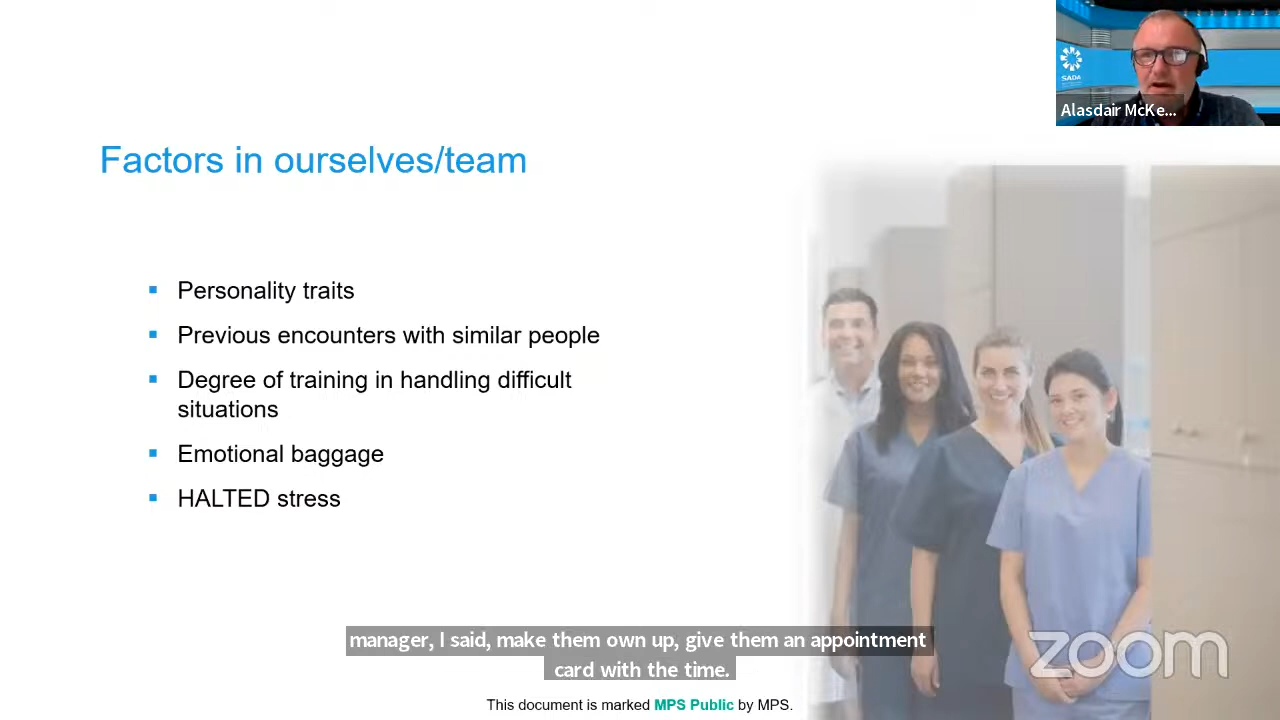 SADA
Alasdair McKe...
Factors in ourselves/team
Personality traits
Previous encounters with similar people
Degree of training in handling difficult
situations
Emotional baggage
HALTED stress
manager, I said, make them own up, give them an appointment
card with the time.
zoom
This document is marked MPS Public by MPS.